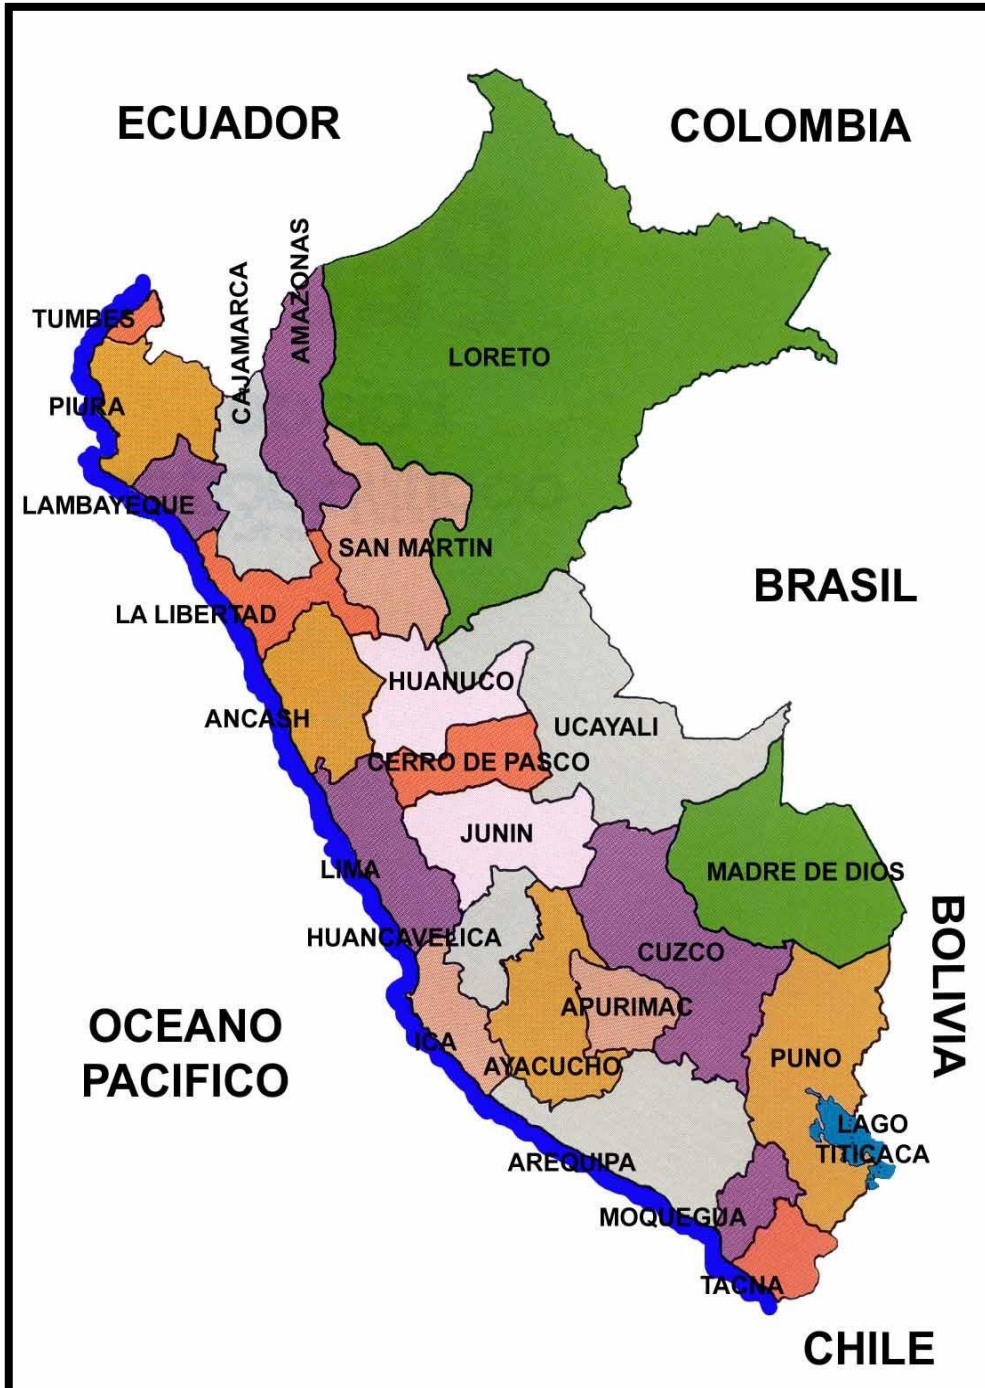 ECUADOR
COLOMBIA
AMAZONAS
CAJAMARCA
TUMBES
LORETO
PIURA
LAMBAYEQUE
SAN MARTIN
BRASIL
LA LIBERTAD
HUANUCO
ANCASH
UCAYALI
CERRO DE PASCO
JUNIN
LIMA
MADRE DE DIOS
HUANCAVELICA
CUZCO
BOLIVIA
APURIMAC
OCEANO
PACIFICO
ICA
AYACUCHO
PUNO
LAGO
TITICACA
AREQUIPA
MOQUEGUA
TACNA
CHILE